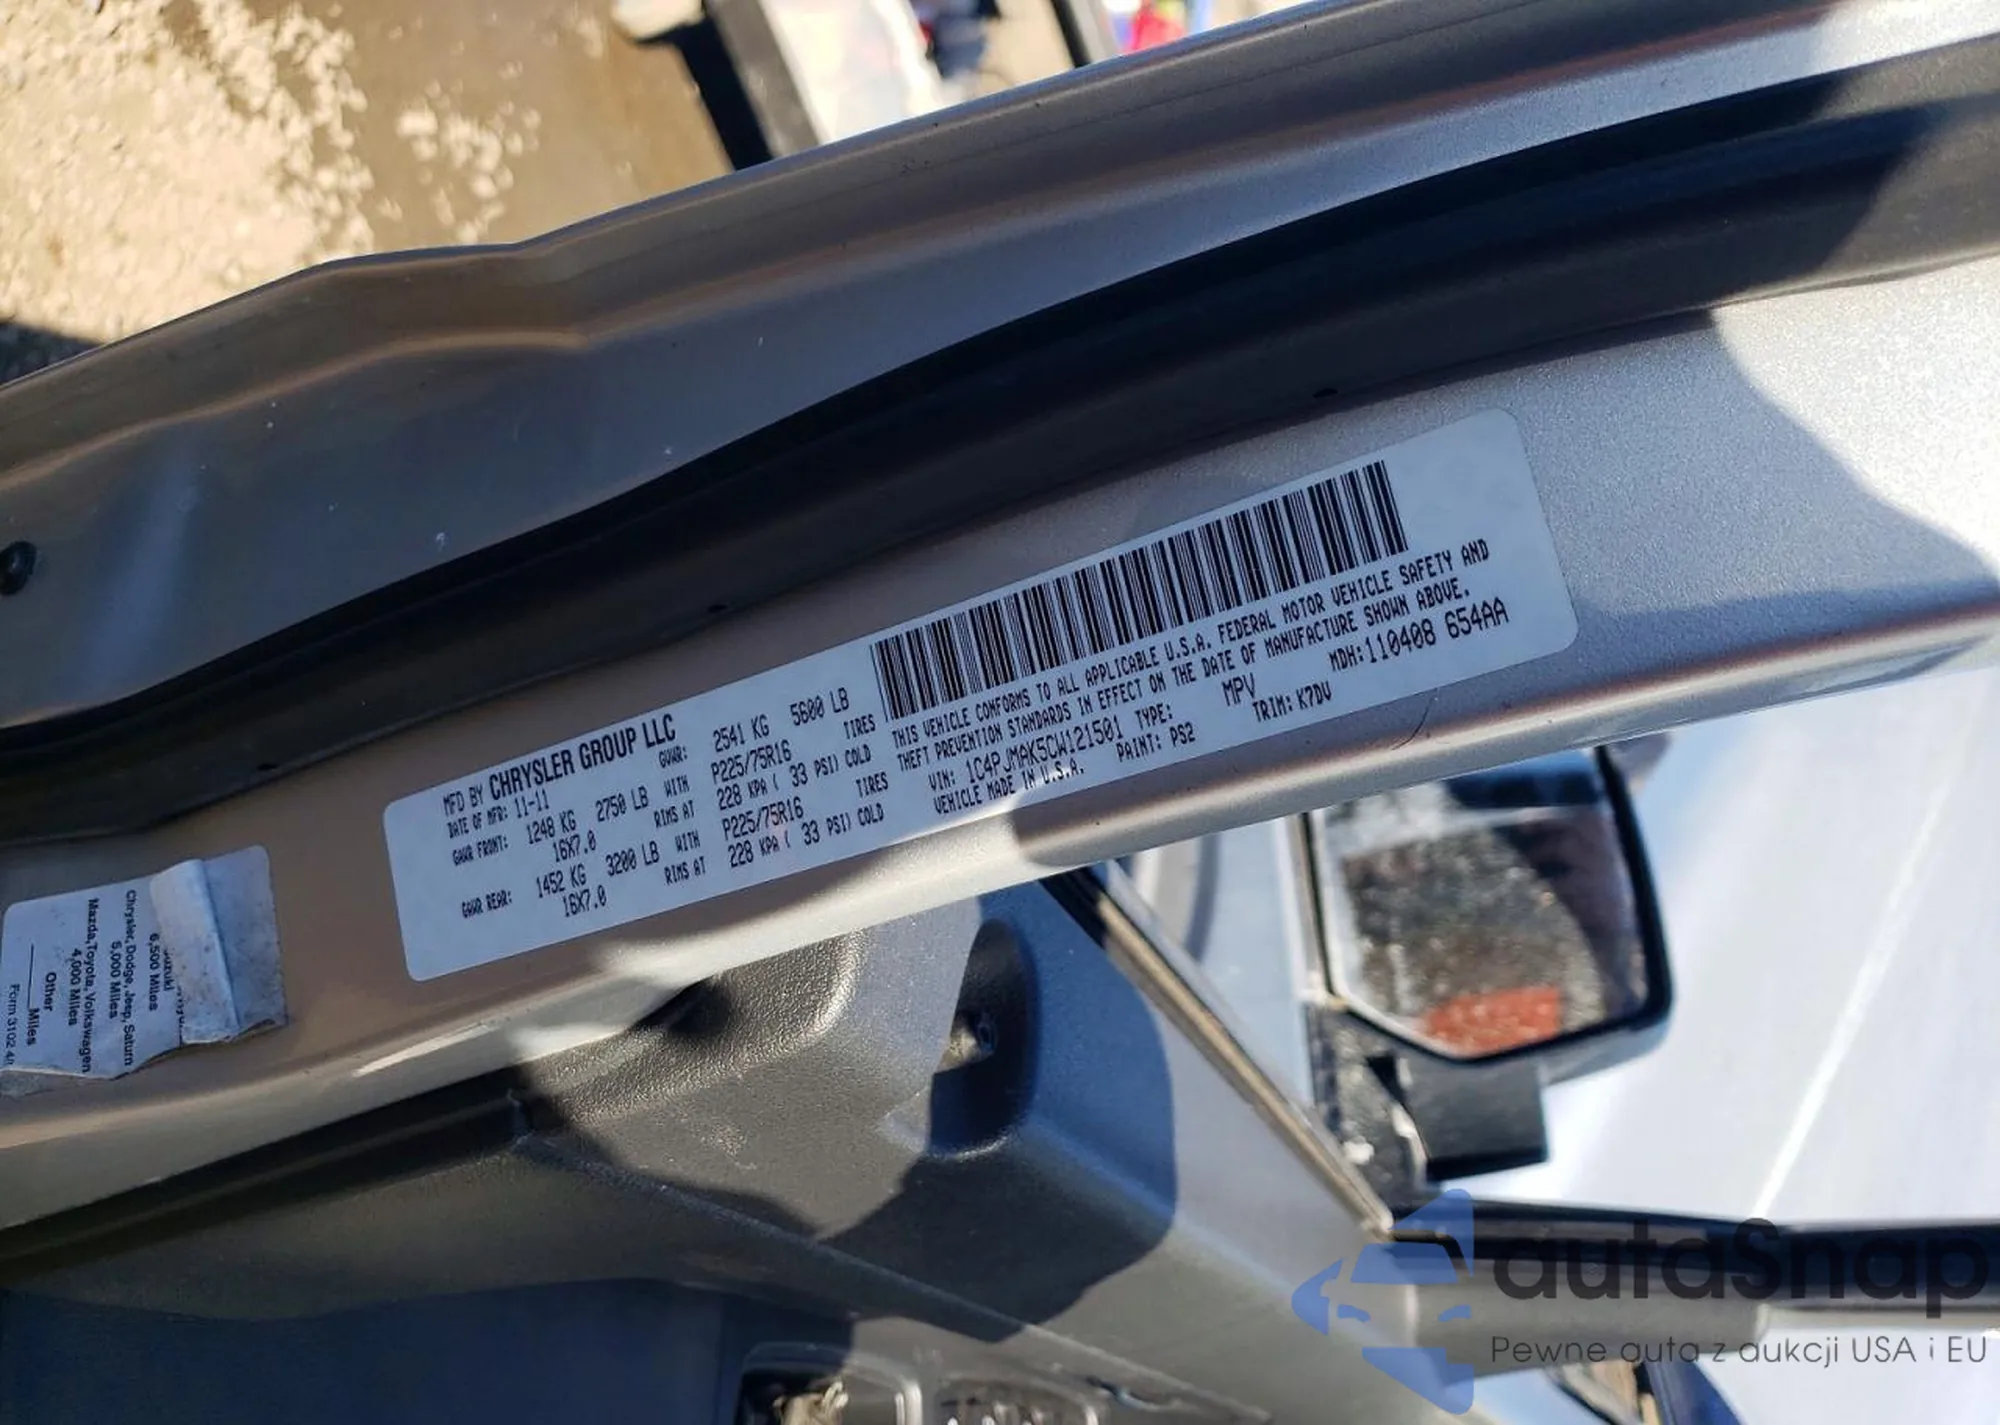 MFD BY CHRYSLER GROUP LLC
DATE OF MFR: 11-11 GVWR: 2541 KG 5600 LB
GAWR FRONT: 1248 KG 2750 LB WITH P225/75R16 TIRES
16X7.0 RIMS AT 228 KPA ( 33 PSI) COLD
GAWR REAR: 1452 KG 3200 LB WITH P225/75R16 TIRES
16X7.0 RIMS AT 228 KPA ( 33 PSI) COLD
THIS VEHICLE CONFORMS TO ALL APPLICABLE U.S.A. FEDERAL MOTOR VEHICLE SAFETY AND
THEFT PREVENTION STANDARDS IN EFFECT ON THE DATE OF MANUFACTURE SHOWN ABOVE.
VIN: 1C4PJMAK5CW121501 TYPE: MPV MDH: 110408 654AA
VEHICLE MADE IN U.S.A. PAINT: PS2 TRIM: K7DV
6,500 Miles
Chrysler, Dodge, Jeep, Saturn
5,000 Miles
Mazda, Toyota, Volkswagen
4,000 Miles
Other
Miles
Form 3102
autaSnap
Pewne auta z aukcji USA i EU